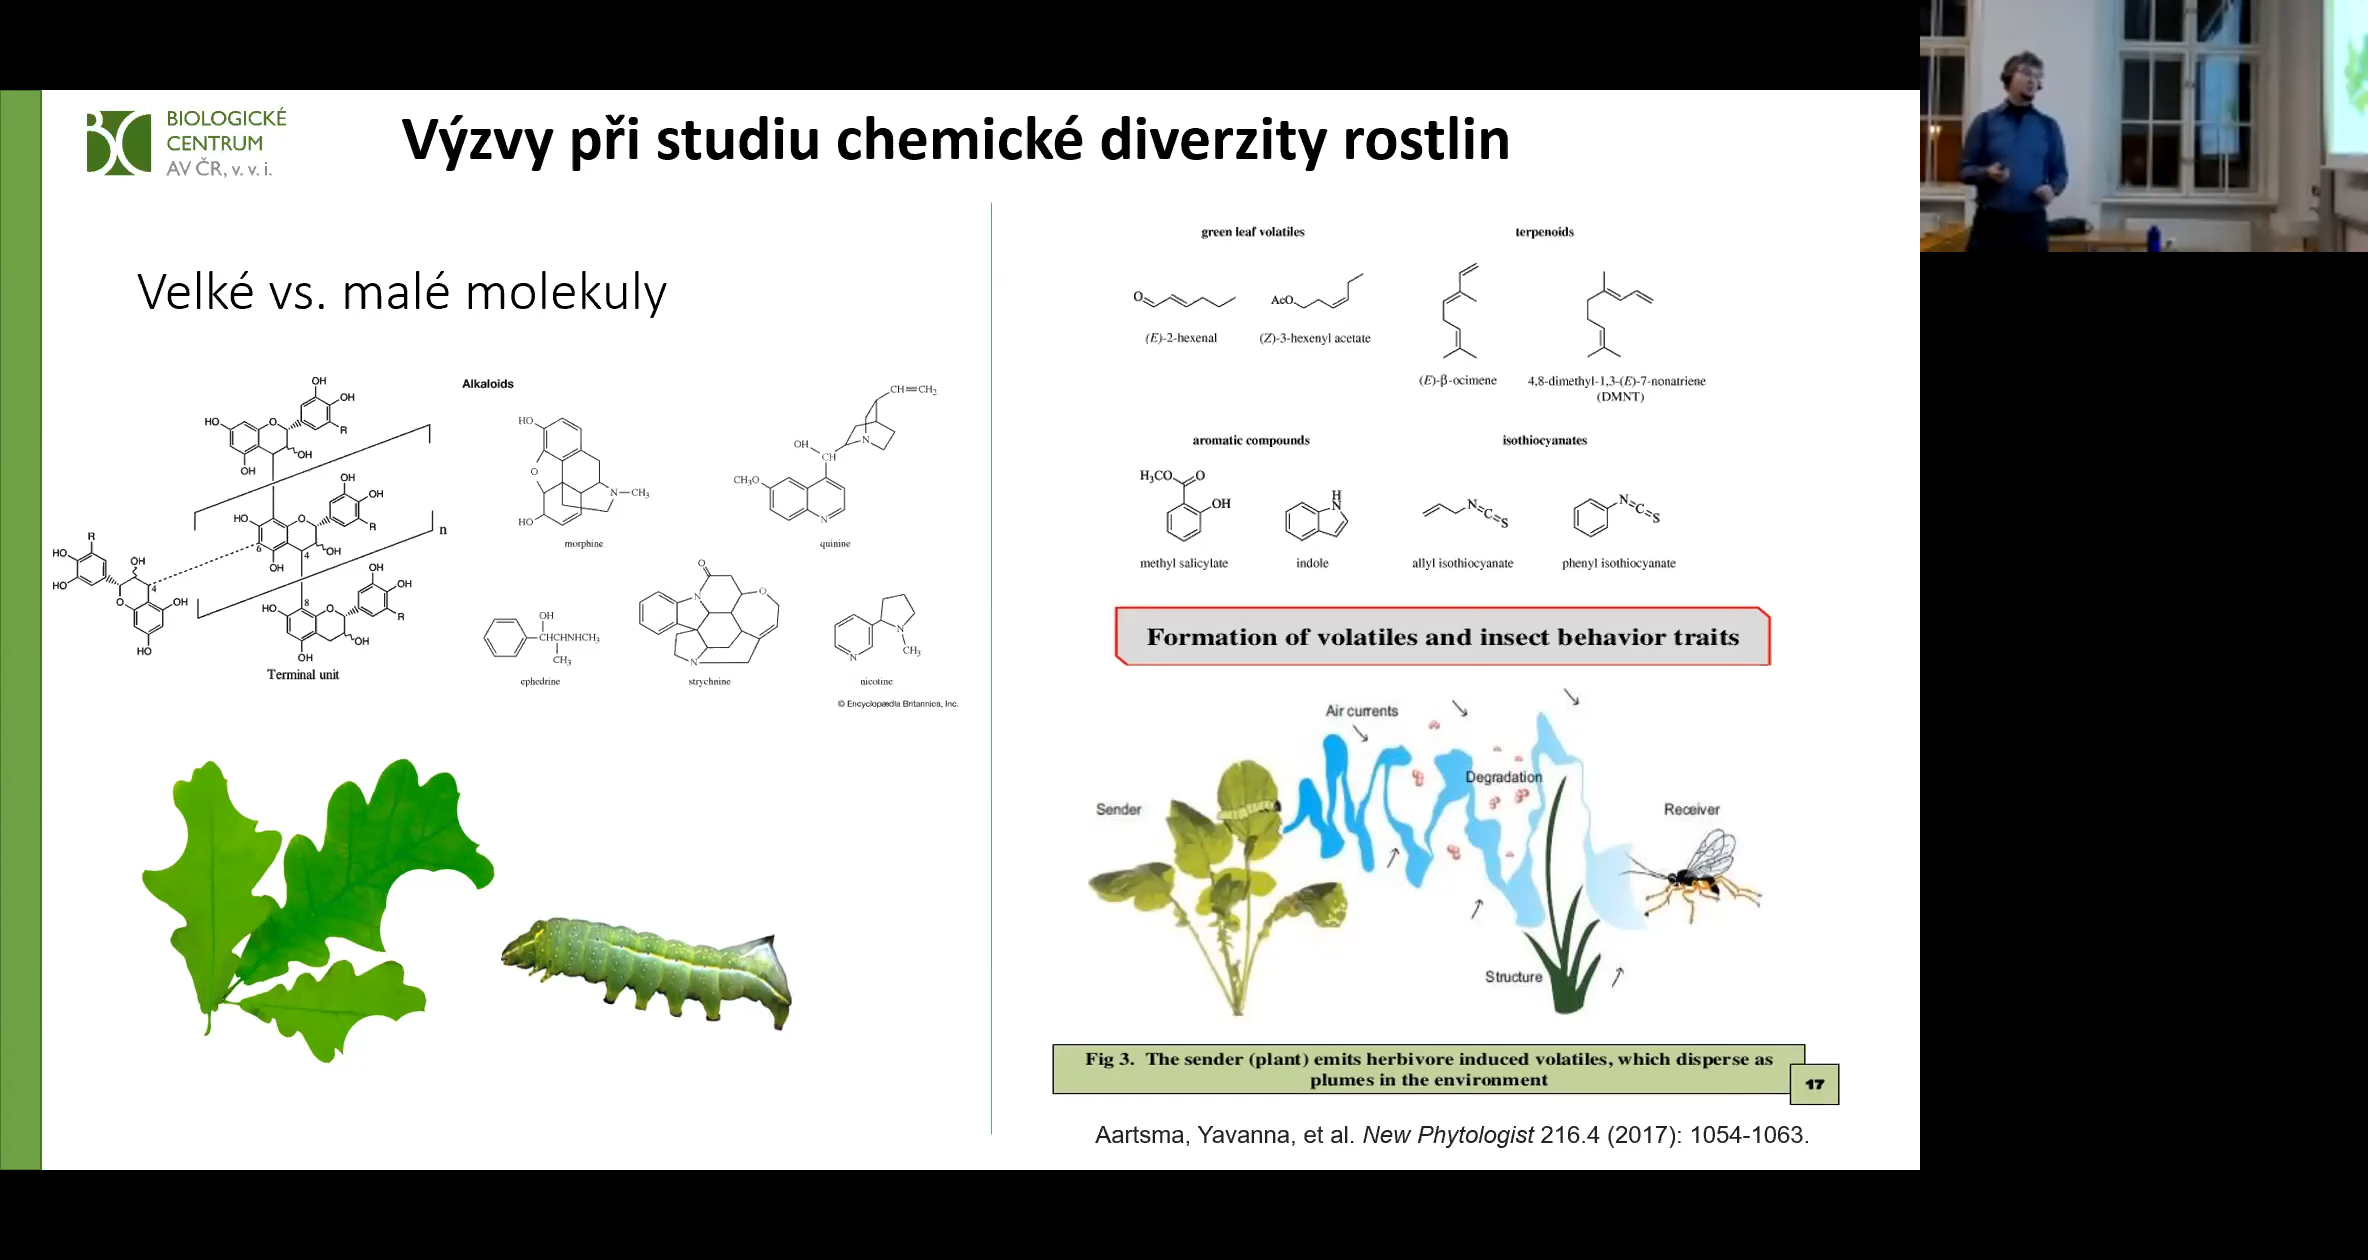 BIOLOGICKÉ
CENTRUM
AV ČR, v. v. i.
Výzvy při studiu chemické diverzity rostlin
Velké vs. malé molekuly
OH
OH
HO
O
R
OH
OH
OH
OH
HO
O
R
6
4
OH
OH
n
R
HO
OH
HO
4
O
OH
HO
8
OH
OH
HO
O
R
OH
OH
Terminal unit
Alkaloids
HO
O
N—CH₃
HO
morphine
CH=CH₂
N
OH
CH
CH₃O
N
quinine
OH
CHCHNHCH₃
CH₃
ephedrine
O
N
O
N
strychnine
N
CH₃
N
nicotine
© Encyclopædia Britannica, Inc.
green leaf volatiles
terpenoids
O
AcO
(E)-2-hexenal
(Z)-3-hexenyl acetate
(E)-β-ocimene
4,8-dimethyl-1,3-(E)-7-nonatriene
(DMNT)
aromatic compounds
isothiocyanates
H₃CO
O
OH
H
N
N=C=S
N=C=S
methyl salicylate
indole
allyl isothiocyanate
phenyl isothiocyanate
Formation of volatiles and insect behavior traits
Air currents
Degradation
Sender
Receiver
Structure
Fig 3. The sender (plant) emits herbivore induced volatiles, which disperse as
plumes in the environment
17
Aartsma, Yavanna, et al. New Phytologist 216.4 (2017): 1054-1063.